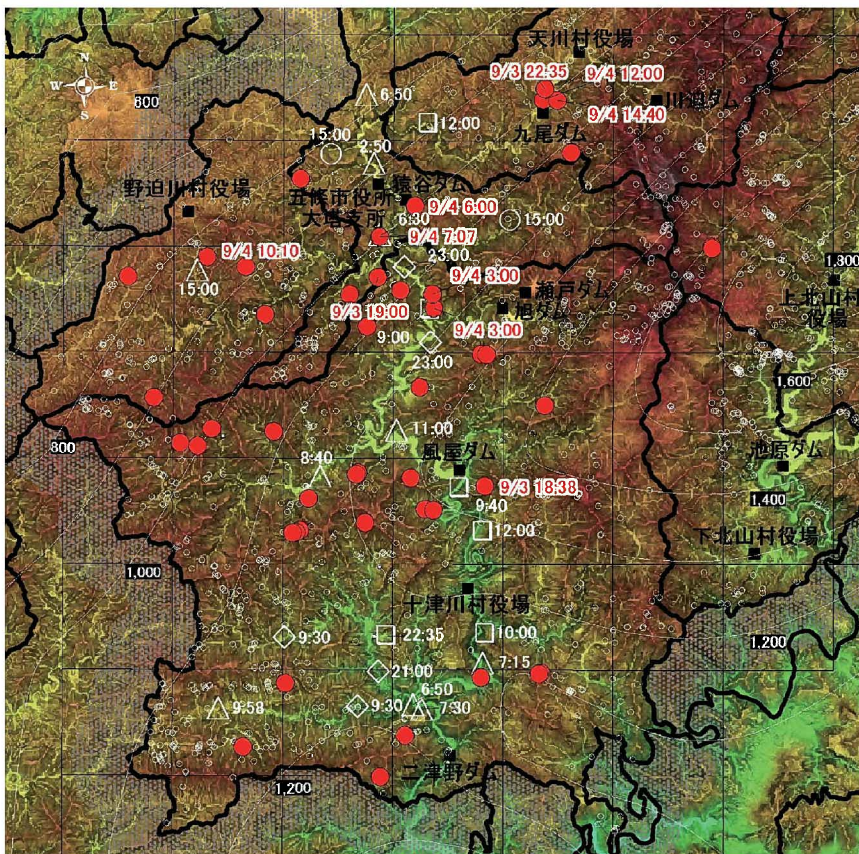 天川村役場
N
W E
S
6:50
9/3 22:35
9/4 12:00
800
川迫ダム
12:00
九尾ダム
9/4 14:40
15:00
2:50
野迫川村役場
猿谷ダム
五條市役所
大塔支所
9/4 6:00
6:30
15:00
9/4 7:07
9/4 10:10
23:00
1,800
15:00
9/4 3:00
上北山村
役場
瀬戸ダム
9/3 19:00
旭ダム
9:00
9/4 3:00
23:00
1,600
11:00
800
風屋ダム
池原ダム
8:40
9/3 18:38
1,400
9:40
12:00
下北山村役場
1,000
十津川村役場
9:30
22:35
10:00
1,200
21:00
7:15
6:50
9:58
9:30
7:30
二津野ダム
1,200